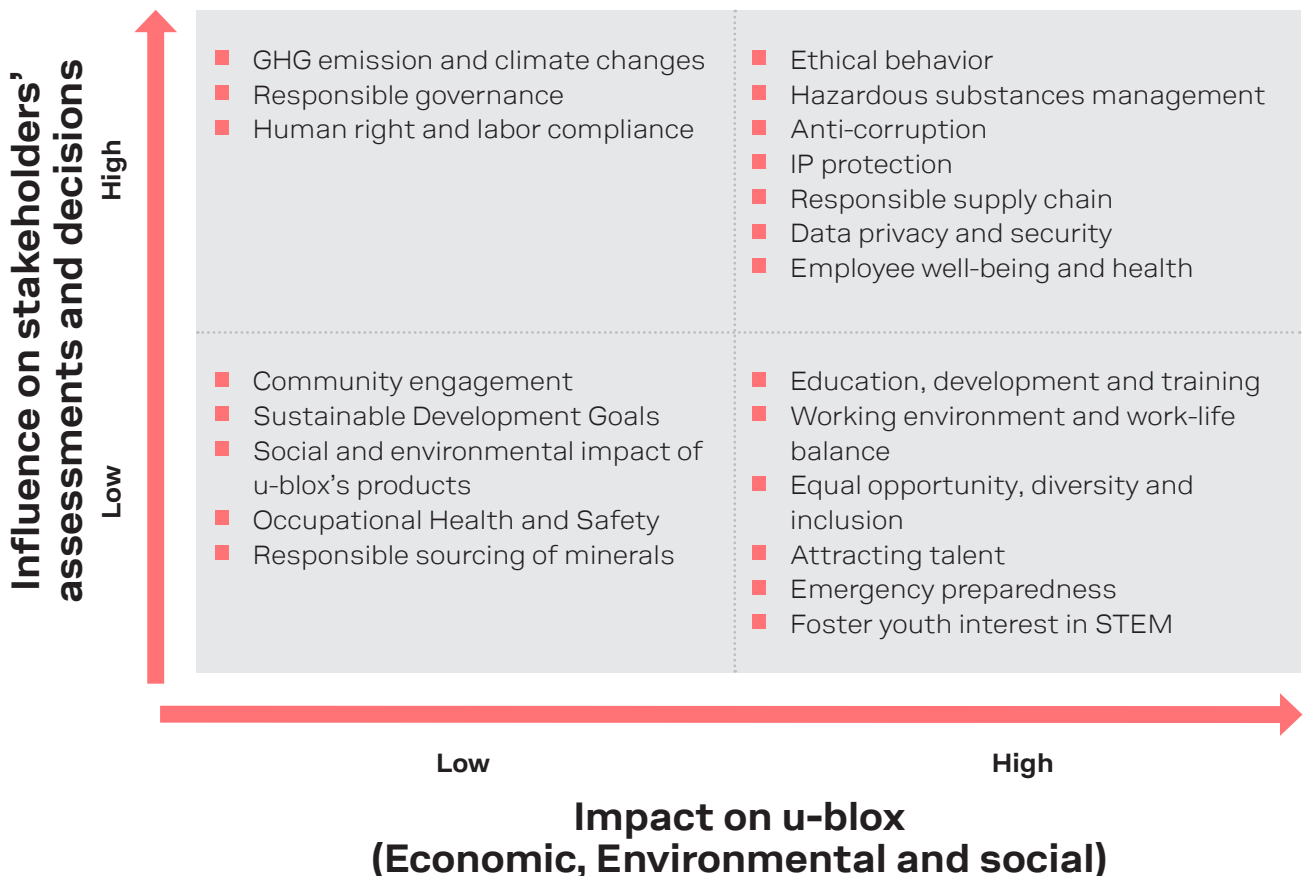 Influence on stakeholders'
assessments and decisions
High
Low
GHG emission and climate changes
Responsible governance
Human right and labor compliance
Ethical behavior
Hazardous substances management
Anti-corruption
IP protection
Responsible supply chain
Data privacy and security
Employee well-being and health
Community engagement
Sustainable Development Goals
Social and environmental impact of
u-blox's products
Occupational Health and Safety
Responsible sourcing of minerals
Education, development and training
Working environment and work-life
balance
Equal opportunity, diversity and
inclusion
Attracting talent
Emergency preparedness
Foster youth interest in STEM
Low
High
Impact on u-blox
(Economic, Environmental and social)